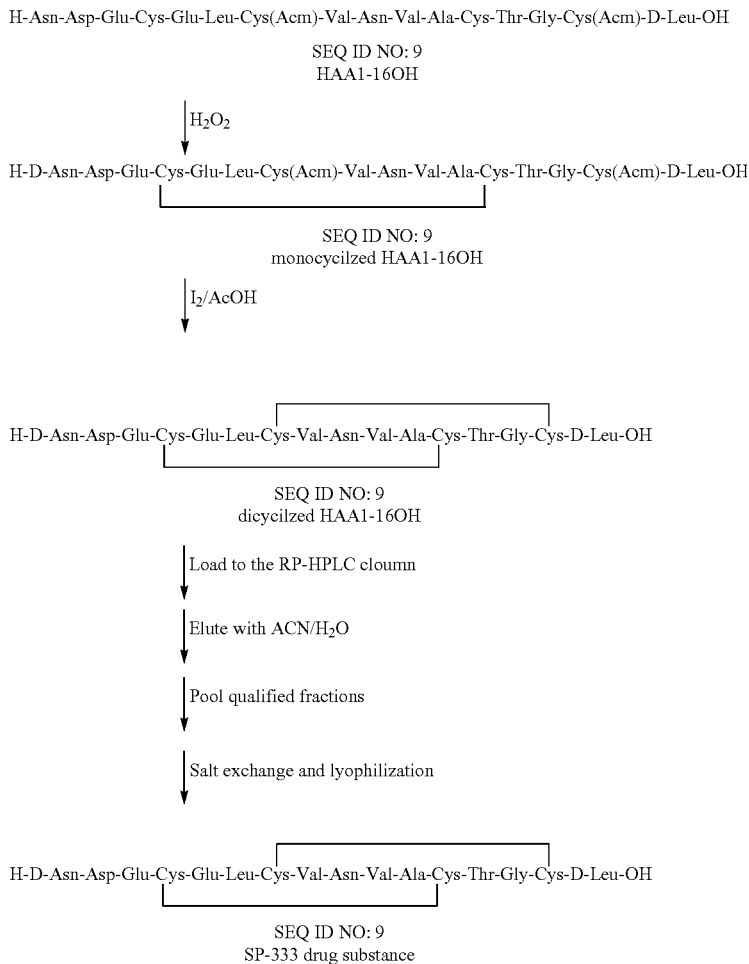 H-Asn-Asp-Glu-Cys-Glu-Leu-Cys(Acm)-Val-Asn-Val-Ala-Cys-Thr-Gly-Cys(Acm)-D-Leu-OH
SEQ ID NO: 9
HAA1-16OH
H₂O₂
H-D-Asn-Asp-Glu-Cys-Glu-Leu-Cys(Acm)-Val-Asn-Val-Ala-Cys-Thr-Gly-Cys(Acm)-D-Leu-OH
SEQ ID NO: 9
monocycilzed HAA1-16OH
I₂/AcOH
H-D-Asn-Asp-Glu-Cys-Glu-Leu-Cys-Val-Asn-Val-Ala-Cys-Thr-Gly-Cys-D-Leu-OH
SEQ ID NO: 9
dicycilzed HAA1-16OH
Load to the RP-HPLC cloumn
Elute with ACN/H₂O
Pool qualified fractions
Salt exchange and lyophilization
H-D-Asn-Asp-Glu-Cys-Glu-Leu-Cys-Val-Asn-Val-Ala-Cys-Thr-Gly-Cys-D-Leu-OH
SEQ ID NO: 9
SP-333 drug substance